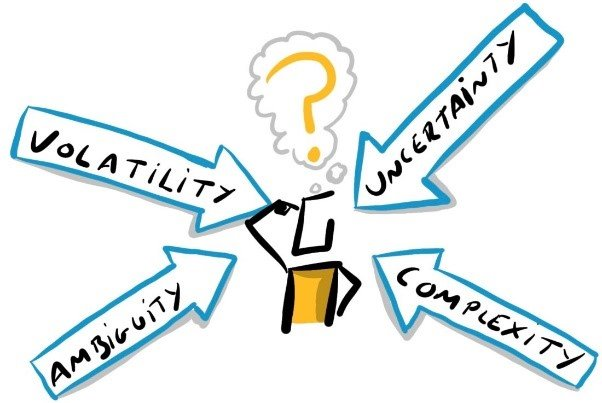 VOLATILITY
UNCERTAINTY
?
AMBIGUITY
COMPLEXITY